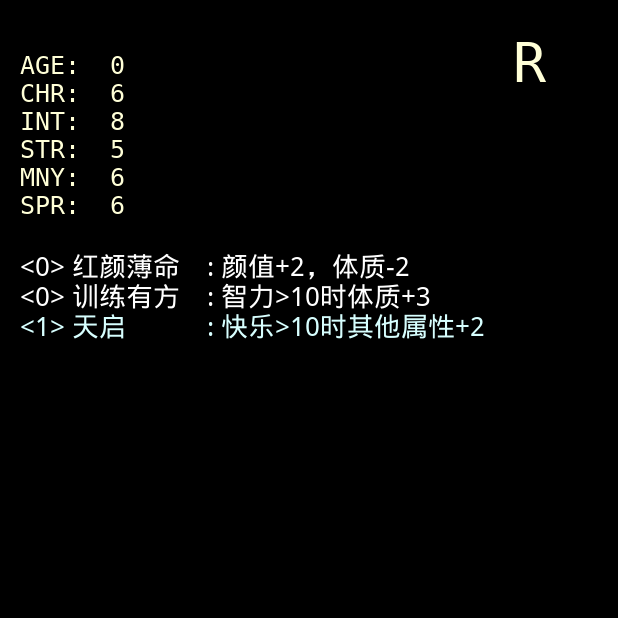 R
AGE: 0
CHR: 6
INT: 8
STR: 5
MNY: 6
SPR: 6
<0> 红颜薄命 : 颜值+2，体质-2
<0> 训练有方 : 智力>10时体质+3
<1> 天启 : 快乐>10时其他属性+2